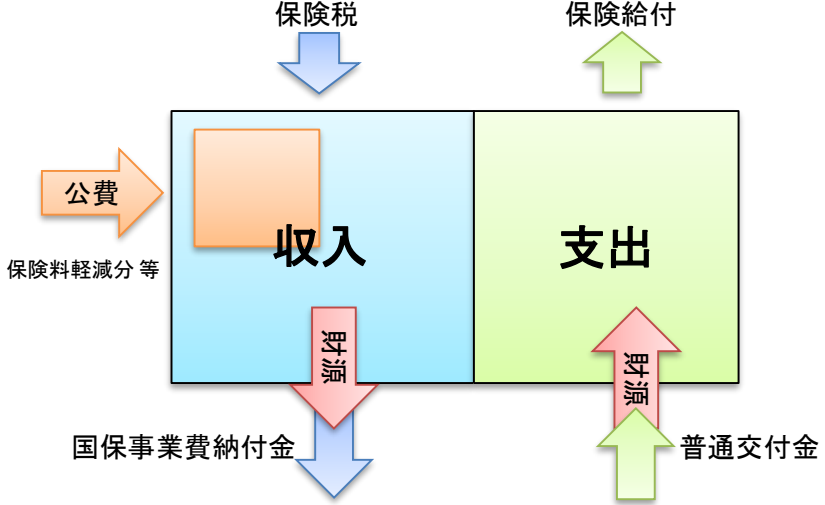 保険税
保険給付
公費
保険料軽減分 等
収入
支出
財源
財源
国保事業費納付金
普通交付金